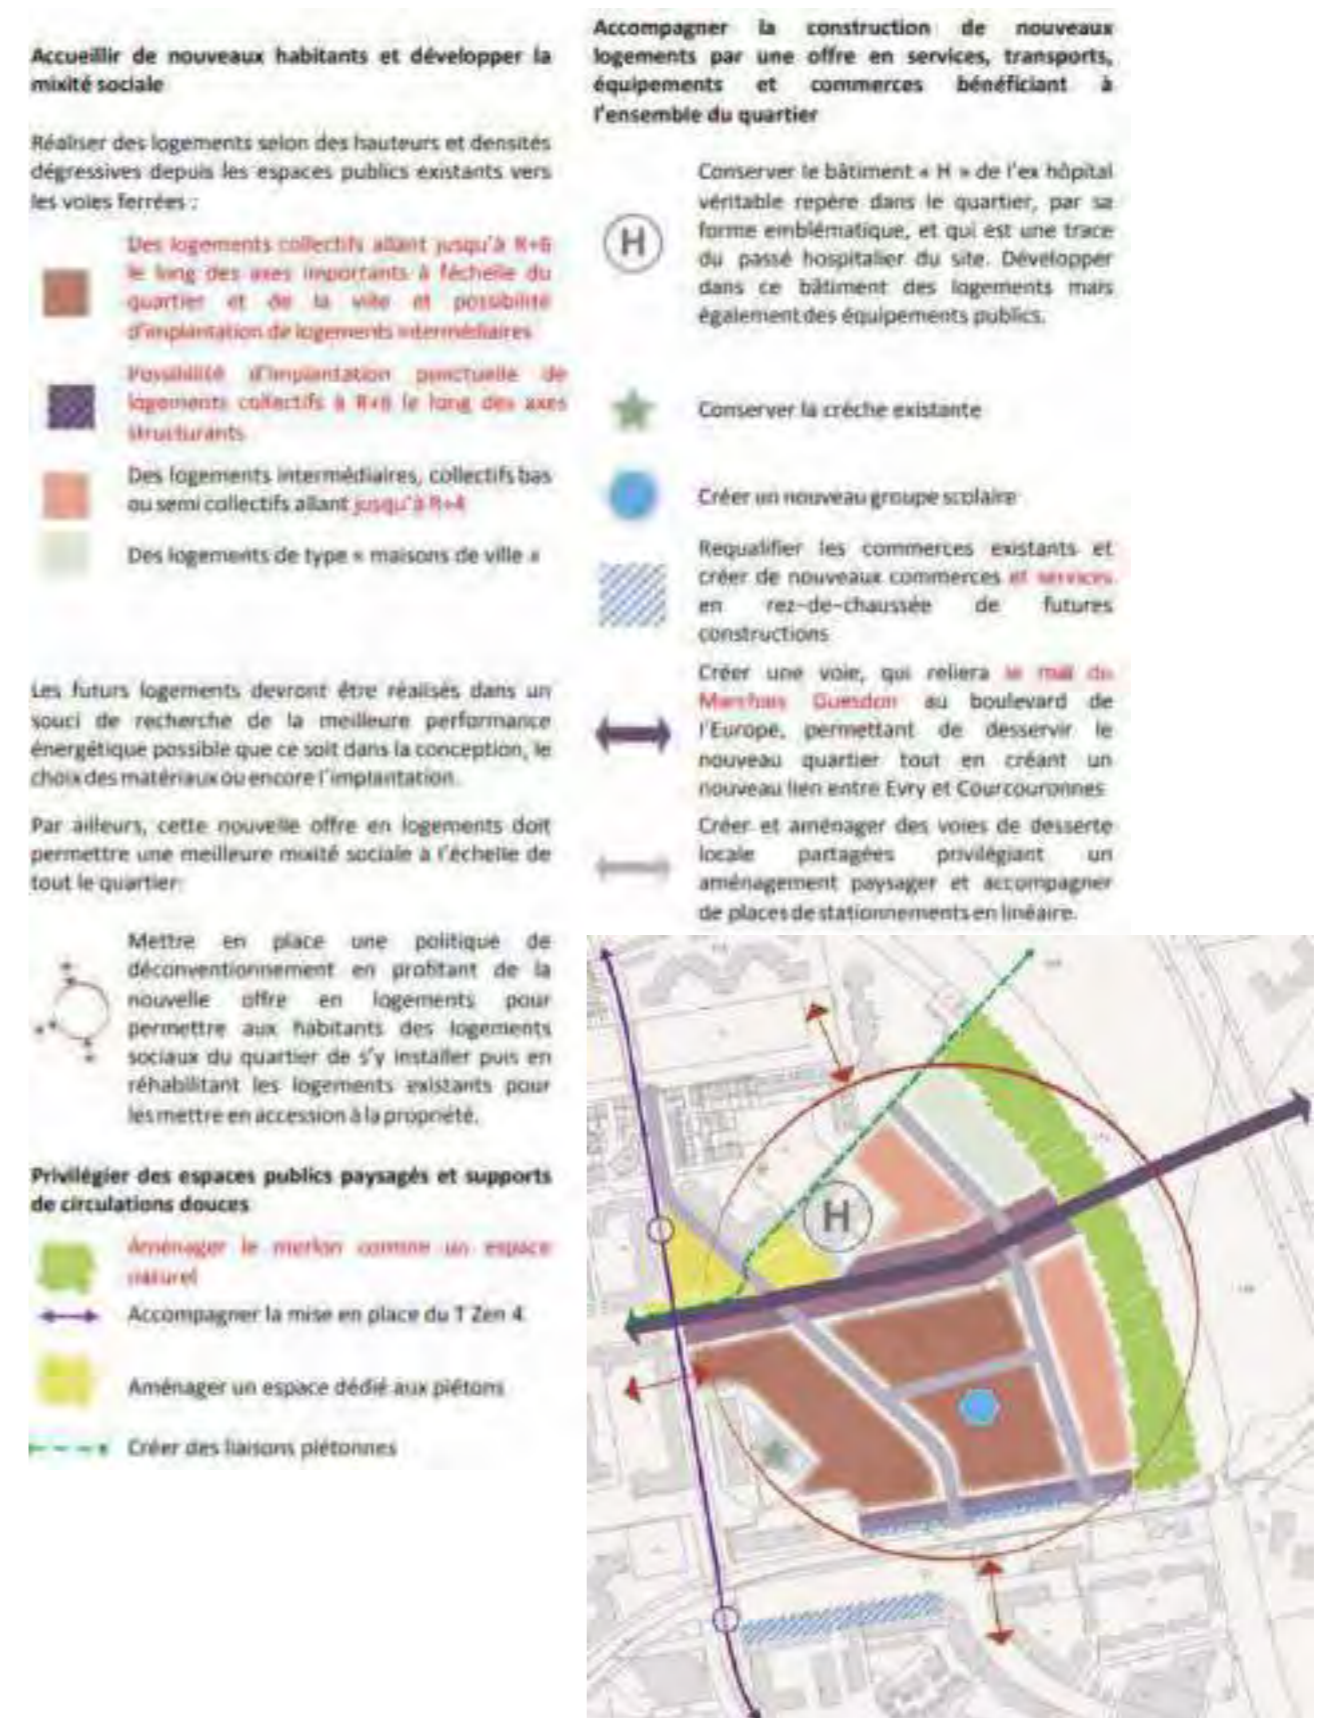 Accueillir de nouveaux habitants et développer la
mixité sociale
Réaliser des logements selon des hauteurs et densités
dégressives depuis les espaces publics existants vers
les voies ferrées :
Des logements collectifs allant jusqu'à R+6
le long des axes importants à l'échelle du
quartier et de la ville et possibilité
d'implantation de logements intermédiaires
Possibilité d'implantation ponctuelle de
logements collectifs à R+8 le long des axes
structurants
Des logements intermédiaires, collectifs bas
ou semi collectifs allant jusqu'à R+4
Des logements de type « maisons de ville »
Les futurs logements devront être réalisés dans un
souci de recherche de la meilleure performance
énergétique possible que ce soit dans la conception, le
choix des matériaux ou encore l'implantation.
Par ailleurs, cette nouvelle offre en logements doit
permettre une meilleure mixité sociale à l'échelle de
tout le quartier:
Mettre en place une politique de
déconventionnement en profitant de la
nouvelle offre en logements pour
permettre aux habitants des logements
sociaux du quartier de s'y installer puis en
réhabilitant les logements existants pour
les mettre en accession à la propriété.
Privilégier des espaces publics paysagés et supports
de circulations douces
Aménager le merlon comme un espace
naturel
Accompagner la mise en place du T Zen 4
Aménager un espace dédié aux piétons
Créer des liaisons piétonnes
Accompagner la construction de nouveaux
logements par une offre en services, transports,
équipements et commerces bénéficiant à
l'ensemble du quartier
Conserver le bâtiment « H » de l'ex hôpital
véritable repère dans le quartier, par sa
forme emblématique, et qui est une trace
du passé hospitalier du site. Développer
dans ce bâtiment des logements mais
également des équipements publics.
H
Conserver la crèche existante
Créer un nouveau groupe scolaire
Requalifier les commerces existants et
créer de nouveaux commerces et services
en rez-de-chaussée de futures
constructions
Créer une voie, qui reliera le mail du
Marchais Guesdon au boulevard de
l'Europe, permettant de desservir le
nouveau quartier tout en créant un
nouveau lien entre Evry et Courcouronnes
Créer et aménager des voies de desserte
locale partagées privilégiant un
aménagement paysager et accompagner
de places de stationnements en linéaire.
H